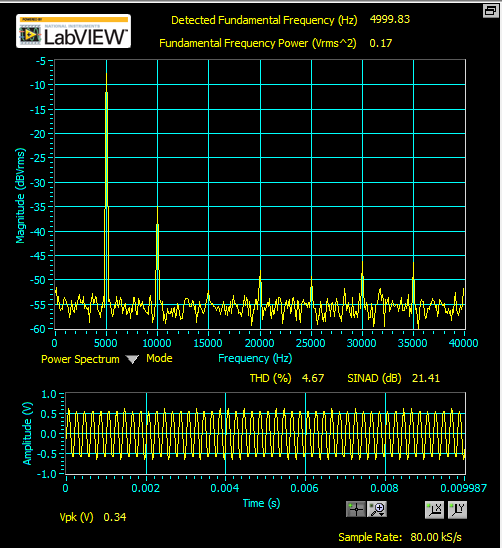 POWERED BY
NATIONAL INSTRUMENTS
LabVIEW™
Detected Fundamental Frequency (Hz) 4999.83
Fundamental Frequency Power (Vrms^2) 0.17
Magnitude (dBVrms)
-5
-10
-15
-20
-25
-30
-35
-40
-45
-50
-55
-60
0 5000 10000 15000 20000 25000 30000 35000 40000
Power Spectrum Mode Frequency (Hz)
THD (%) 4.67 SINAD (dB) 21.41
Amplitude (V)
1.0
0.5
0.0
-0.5
-1.0
0 0.002 0.004 0.006 0.008 0.009987
Time (s)
Vpk (V) 0.34
X Y
Sample Rate: 80.00 kS/s